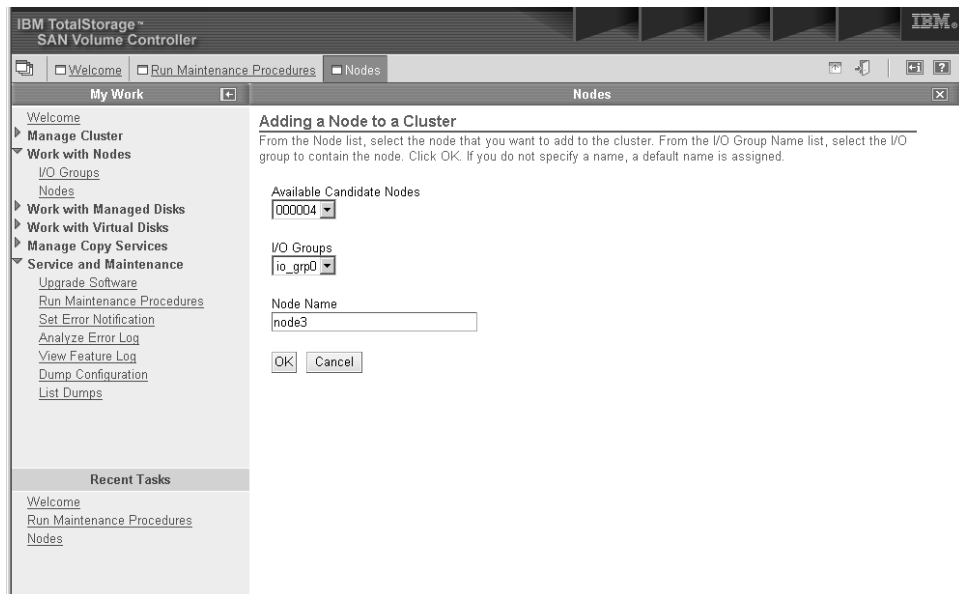 IBM TotalStorage™
SAN Volume Controller
IBM®
Welcome
Run Maintenance Procedures
Nodes
?
My Work
Nodes
Welcome
Manage Cluster
Work with Nodes
I/O Groups
Nodes
Work with Managed Disks
Work with Virtual Disks
Manage Copy Services
Service and Maintenance
Upgrade Software
Run Maintenance Procedures
Set Error Notification
Analyze Error Log
View Feature Log
Dump Configuration
List Dumps
Recent Tasks
Welcome
Run Maintenance Procedures
Nodes
Adding a Node to a Cluster
From the Node list, select the node that you want to add to the cluster. From the I/O Group Name list, select the I/O
group to contain the node. Click OK. If you do not specify a name, a default name is assigned.
Available Candidate Nodes
000004
I/O Groups
io_grp0
Node Name
node3
OK Cancel